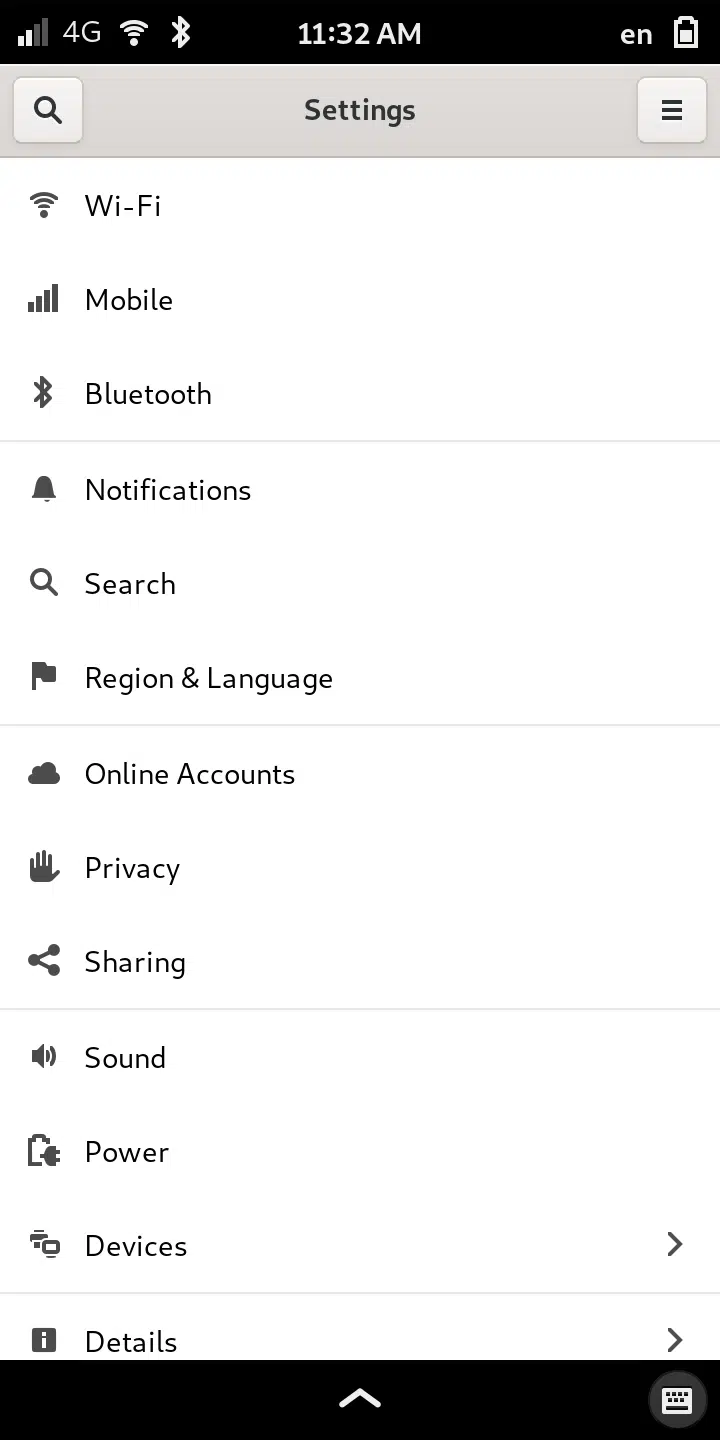 4G 11:32 AM en
Settings
Wi-Fi
Mobile
Bluetooth
Notifications
Search
Region & Language
Online Accounts
Privacy
Sharing
Sound
Power
Devices
Details